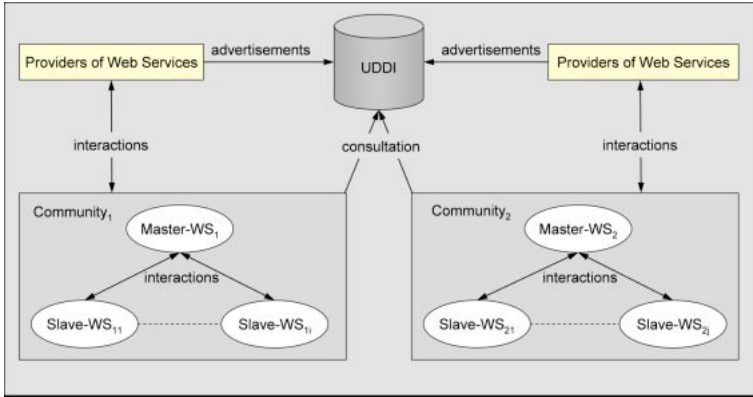 advertisements
advertisements
Providers of Web Services
UDDI
Providers of Web Services
interactions
consultation
interactions
Community1
Master-WS1
interactions
Slave-WS11
Slave-WS1i
Community2
Master-WS2
interactions
Slave-WS21
Slave-WS2j